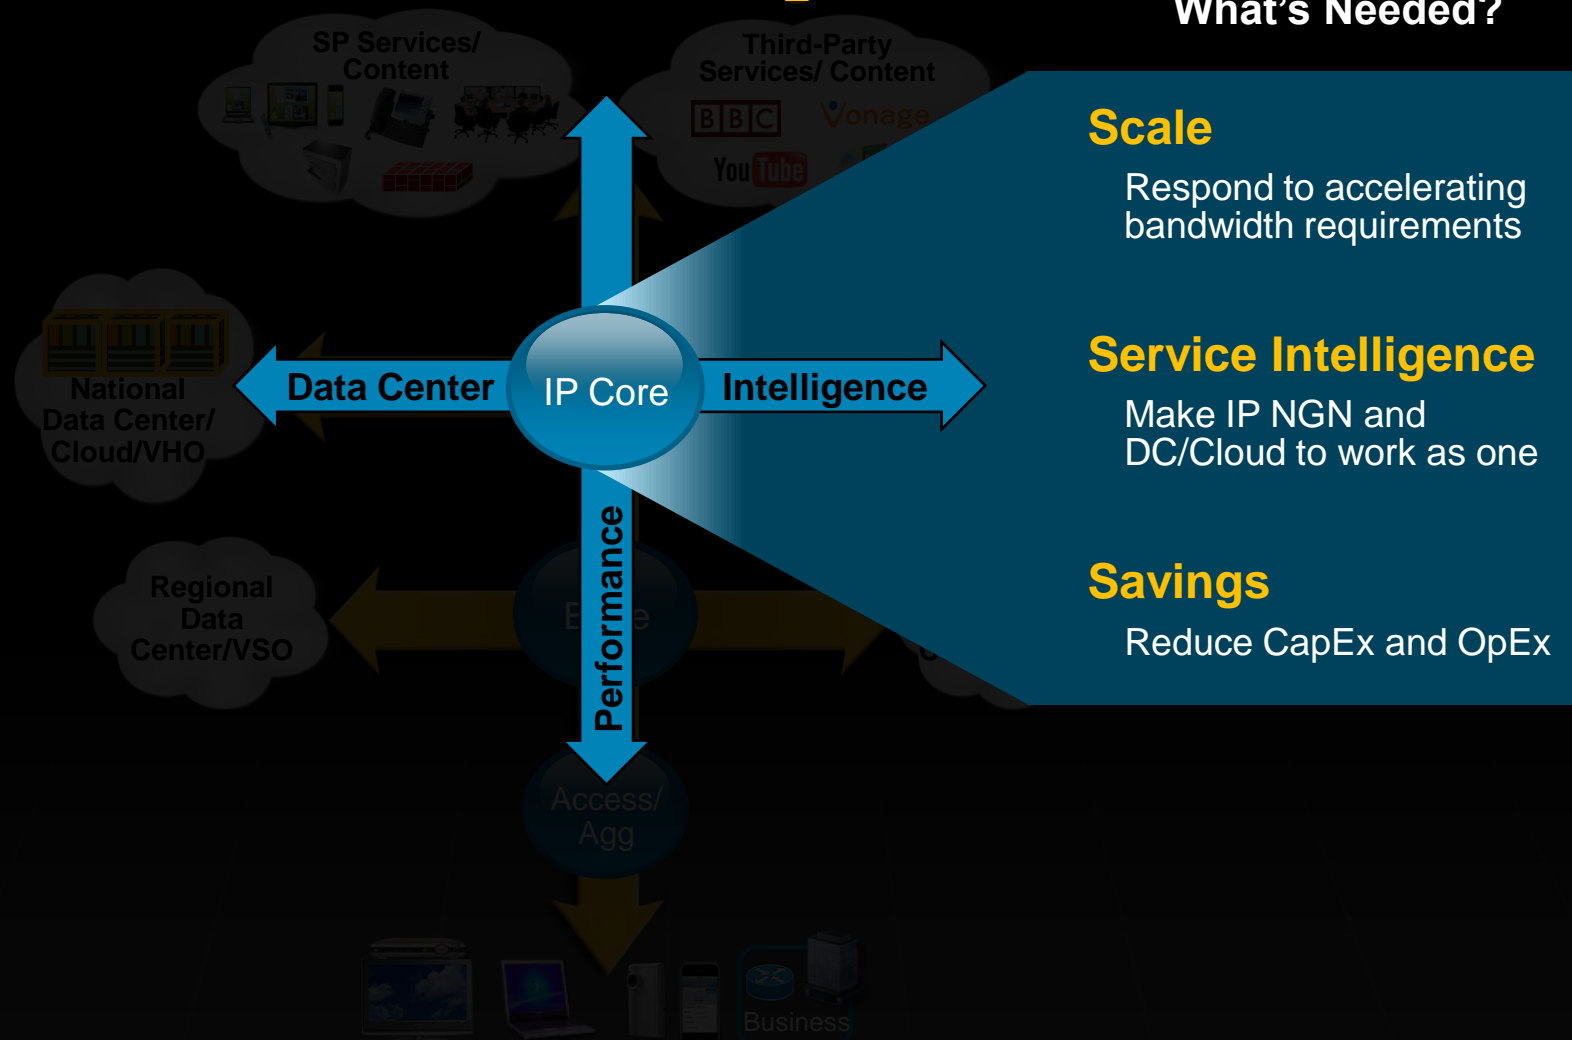 What's Needed?
SP Services/
Content
Third-Party
Services/ Content
BBC
Vonage
YouTube
Scale
Respond to accelerating
bandwidth requirements
National
Data Center/
Cloud/VHO
Data Center
IP Core
Intelligence
Service Intelligence
Make IP NGN and
DC/Cloud to work as one
Performance
Regional
Data
Center/VSO
Savings
Reduce CapEx and OpEx
Access/
Agg
Business